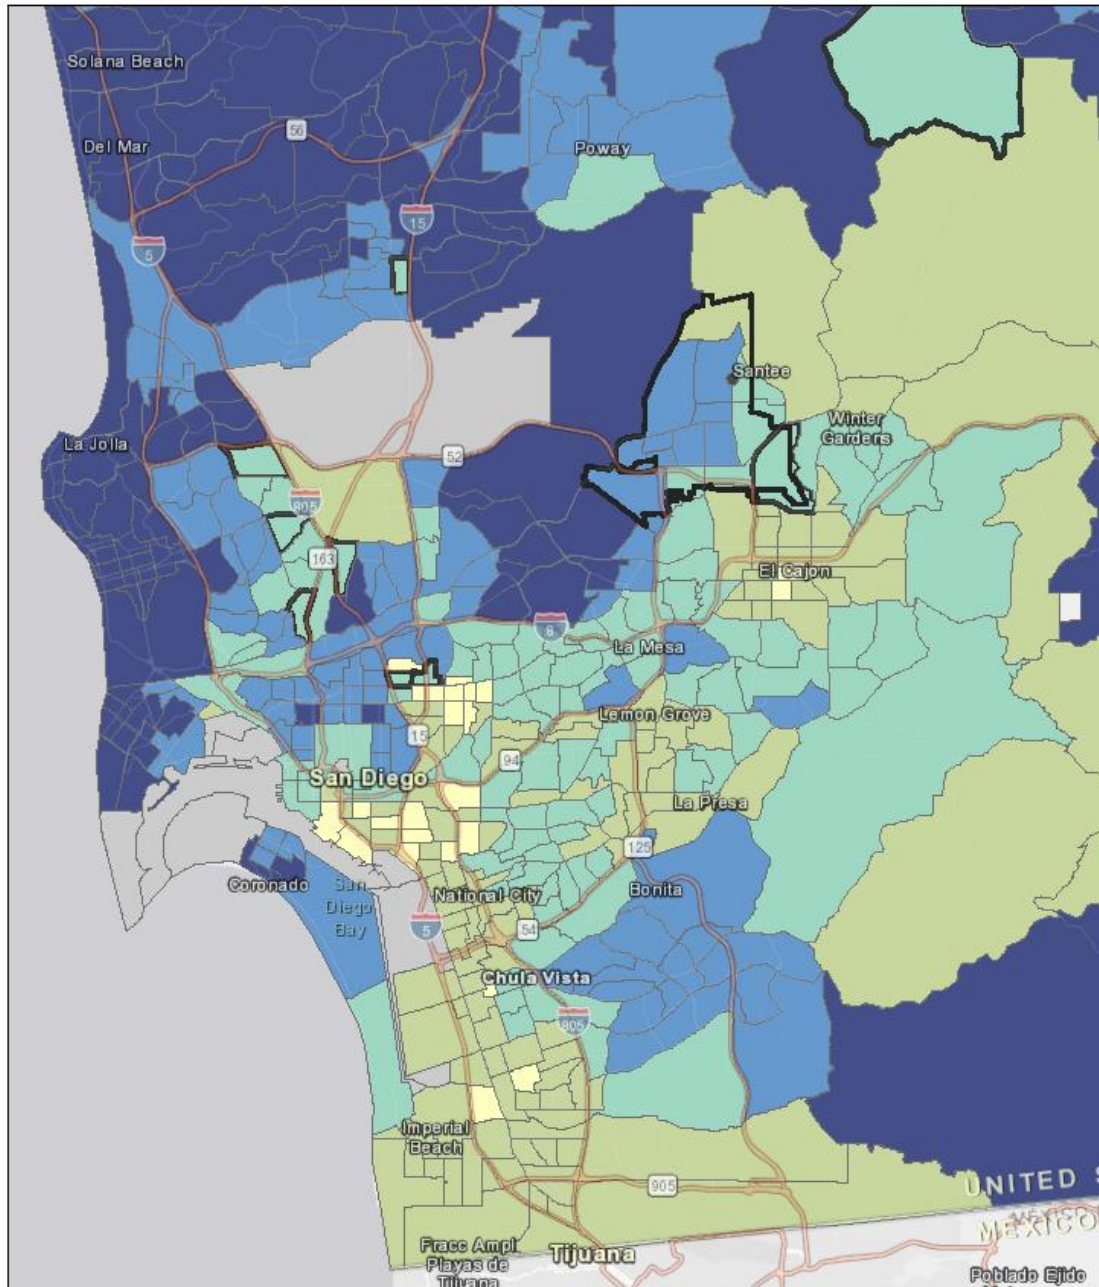 Solana Beach
56
Del Mar
Poway
15
5
Santee
La Jolla
Winter
Gardens
52
805
163
El Cajon
8
La Mesa
Lemon Grove
15
94
San Diego
La Presa
125
Coronado
San
Diego
Bay
National City
Bonita
5
54
Chula Vista
805
Imperial
Beach
905
UNITED S
MÉXICO
MÉXICO
Fracc Ampl
Playas de
Tijuana
Tijuana
Poblado Ejido